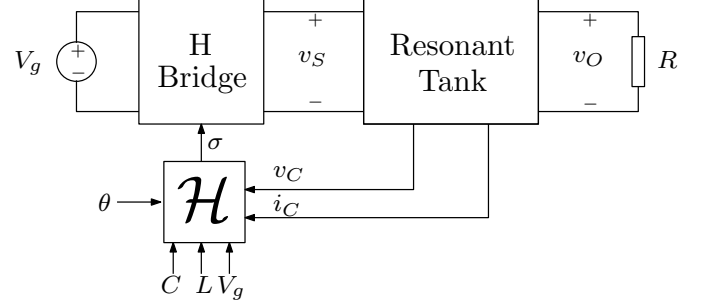 + +
H Resonant
V_g + v_S v_O R
− Bridge Tank
− −
σ
v_C
θ ℋ i_C
C L V_g